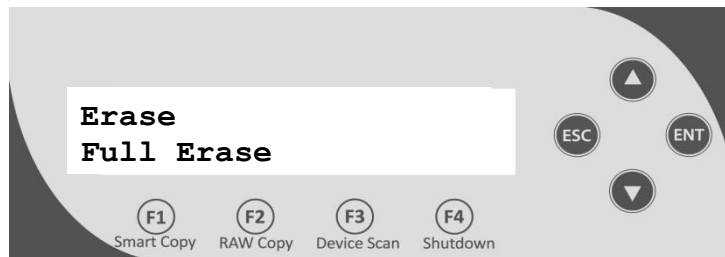 Erase
Full Erase
ESC
ENT
F1
F2
F3
F4
Smart Copy
RAW Copy
Device Scan
Shutdown